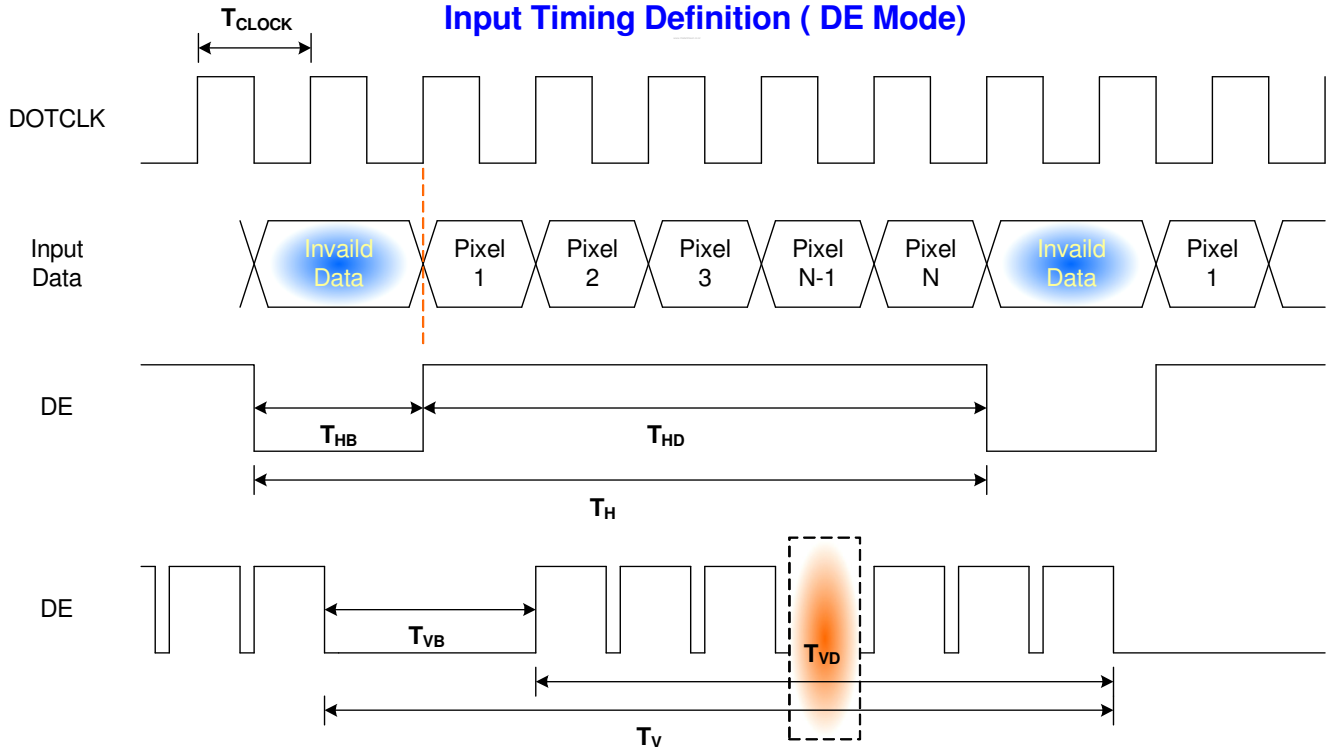 Input Timing Definition ( DE Mode)
TCLOCK
DOTCLK
Input
Data
Invaild
Data
Pixel
1
Pixel
2
Pixel
3
Pixel
N-1
Pixel
N
Invaild
Data
Pixel
1
DE
THB
THD
TH
DE
TVB
TVD
TV